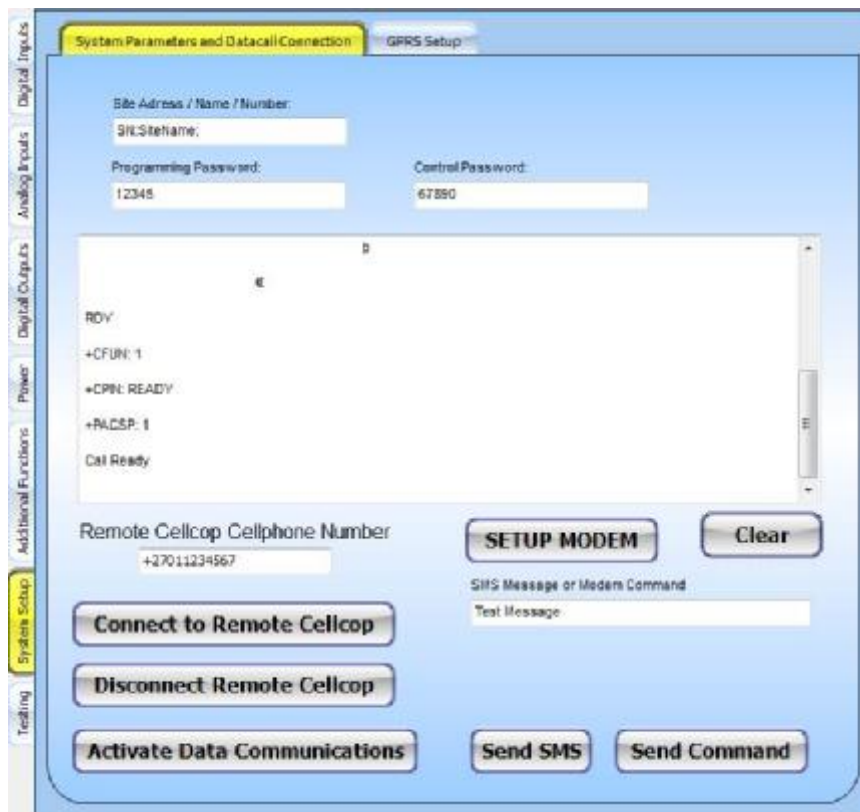 System Parameters and Datacall Connection
GPRS Setup
Digital Inputs
Analog Inputs
Digital Outputs
Power
Additional Functions
System Setup
Testing
Site Adress / Name / Number:
SN:SiteName;
Programming Password:
Control Password:
12345
67890
RDY
+CFUN: 1
+CPIN: READY
+PACSP: 1
Call Ready
Remote Cellcop Cellphone Number
+27011234567
SETUP MODEM
Clear
SMS Message or Modem Command
Test Message
Connect to Remote Cellcop
Disconnect Remote Cellcop
Activate Data Communications
Send SMS
Send Command